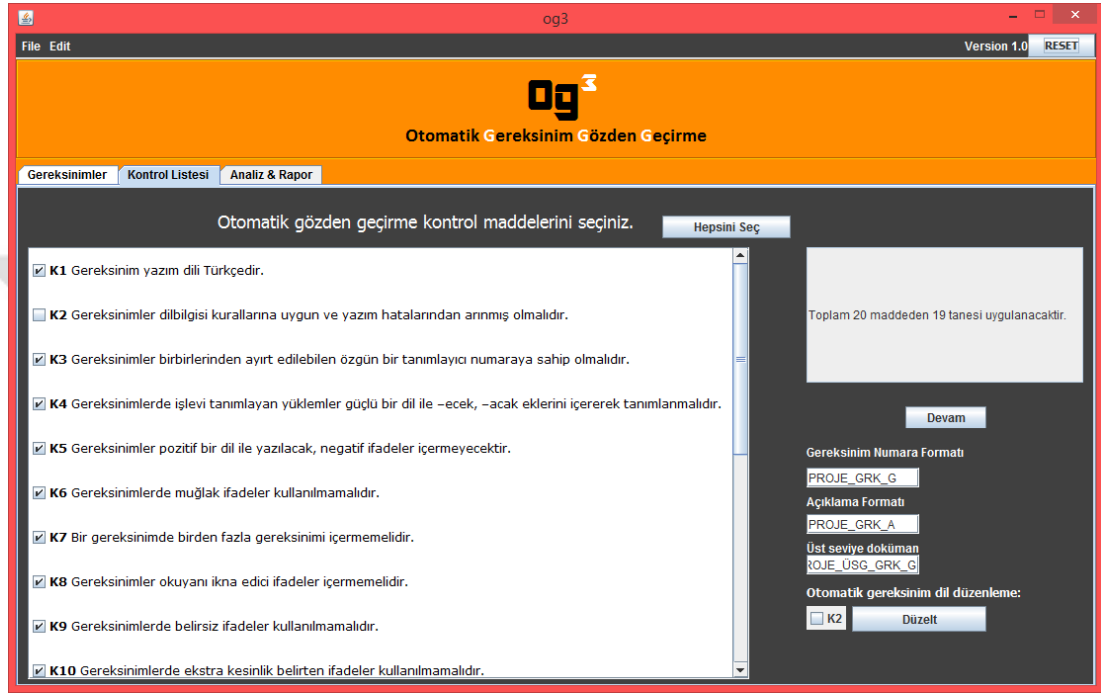 og3
File Edit
Version 1.0 RESET
Og3
Otomatik Gereksinim Gözden Geçirme
Gereksinimler Kontrol Listesi Analiz & Rapor
Otomatik gözden geçirme kontrol maddelerini seçiniz. Hepsini Seç
K1 Gereksinim yazım dili Türkçedir.
K2 Gereksinimler dilbilgisi kurallarına uygun ve yazım hatalarından arınmış olmalıdır.
K3 Gereksinimler birbirlerinden ayırt edilebilen özgün bir tanımlayıcı numaraya sahip olmalıdır.
K4 Gereksinimlerde işlevi tanımlayan yüklemler güçlü bir dil ile –ecek, –acak eklerini içererek tanımlanmalıdır.
K5 Gereksinimler pozitif bir dil ile yazılacak, negatif ifadeler içermeyecektir.
K6 Gereksinimlerde muğlak ifadeler kullanılmamalıdır.
K7 Bir gereksinimde birden fazla gereksinimi içermemelidir.
K8 Gereksinimler okuyanı ikna edici ifadeler içermemelidir.
K9 Gereksinimlerde belirsiz ifadeler kullanılmamalıdır.
K10 Gereksinimlerde ekstra kesinlik belirten ifadeler kullanılmamalıdır.
Toplam 20 maddeden 19 tanesi uygulanacaktir.
Devam
Gereksinim Numara Formatı
PROJE_GRK_G
Açıklama Formatı
PROJE_GRK_A
Üst seviye doküman
ROJE_ÜSG_GRK_G
Otomatik gereksinim dil düzenleme:
K2 Düzelt